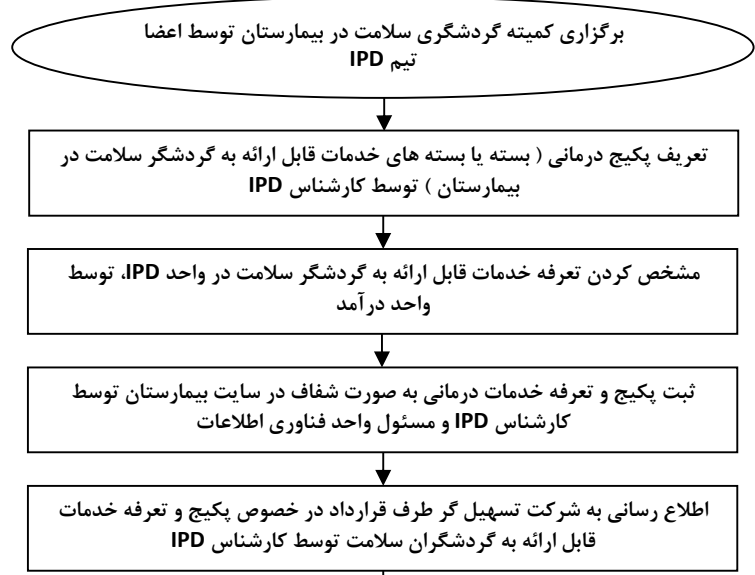 برگزاری کمیته گردشگری سلامت در بیمارستان توسط اعضا
تیم IPD
تعریف پکیج درمانی ( بسته یا بسته های خدمات قابل ارائه به گردشگر سلامت در
بیمارستان ) توسط کارشناس IPD
مشخص کردن تعرفه خدمات قابل ارائه به گردشگر سلامت در واحد IPD، توسط
واحد درآمد
ثبت پکیج و تعرفه خدمات درمانی به صورت شفاف در سایت بیمارستان توسط
کارشناس IPD و مسئول واحد فناوری اطلاعات
اطلاع رسانی به شرکت تسهیل گر طرف قرارداد در خصوص پکیج و تعرفه خدمات
قابل ارائه به گردشگران سلامت توسط کارشناس IPD